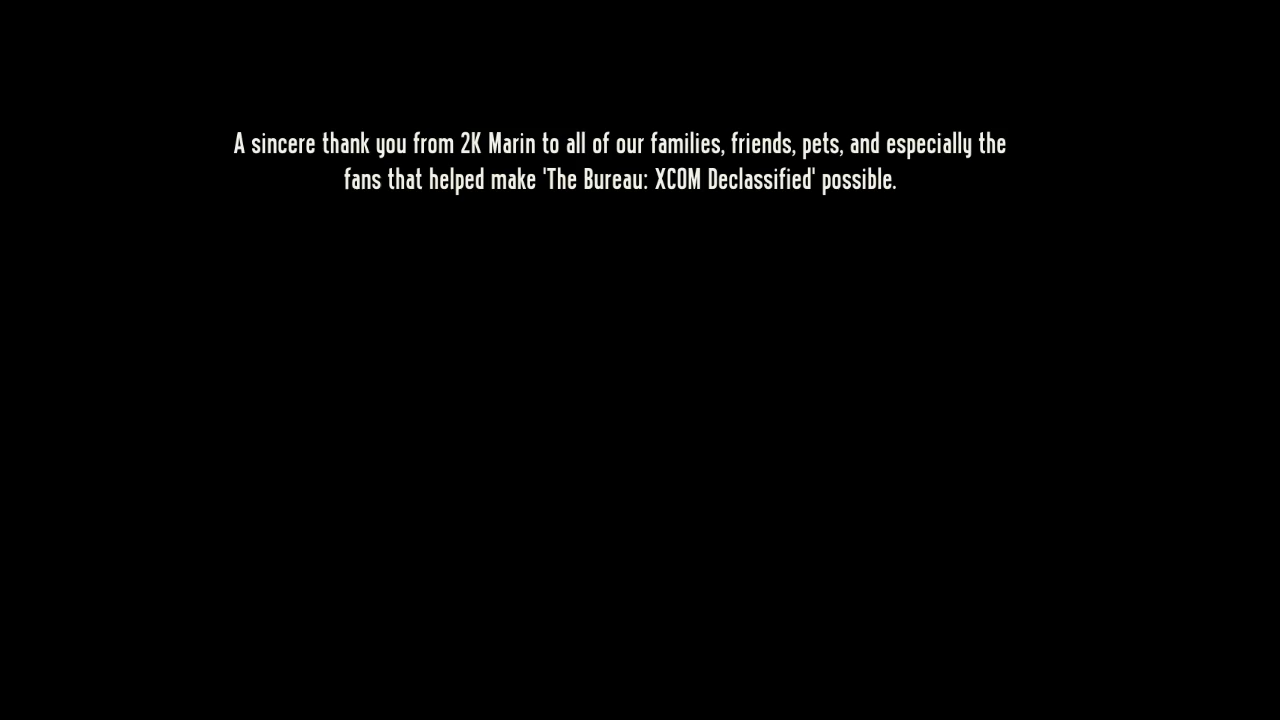 A sincere thank you from 2K Marin to all of our families, friends, pets, and especially the
fans that helped make 'The Bureau: XCOM Declassified' possible.